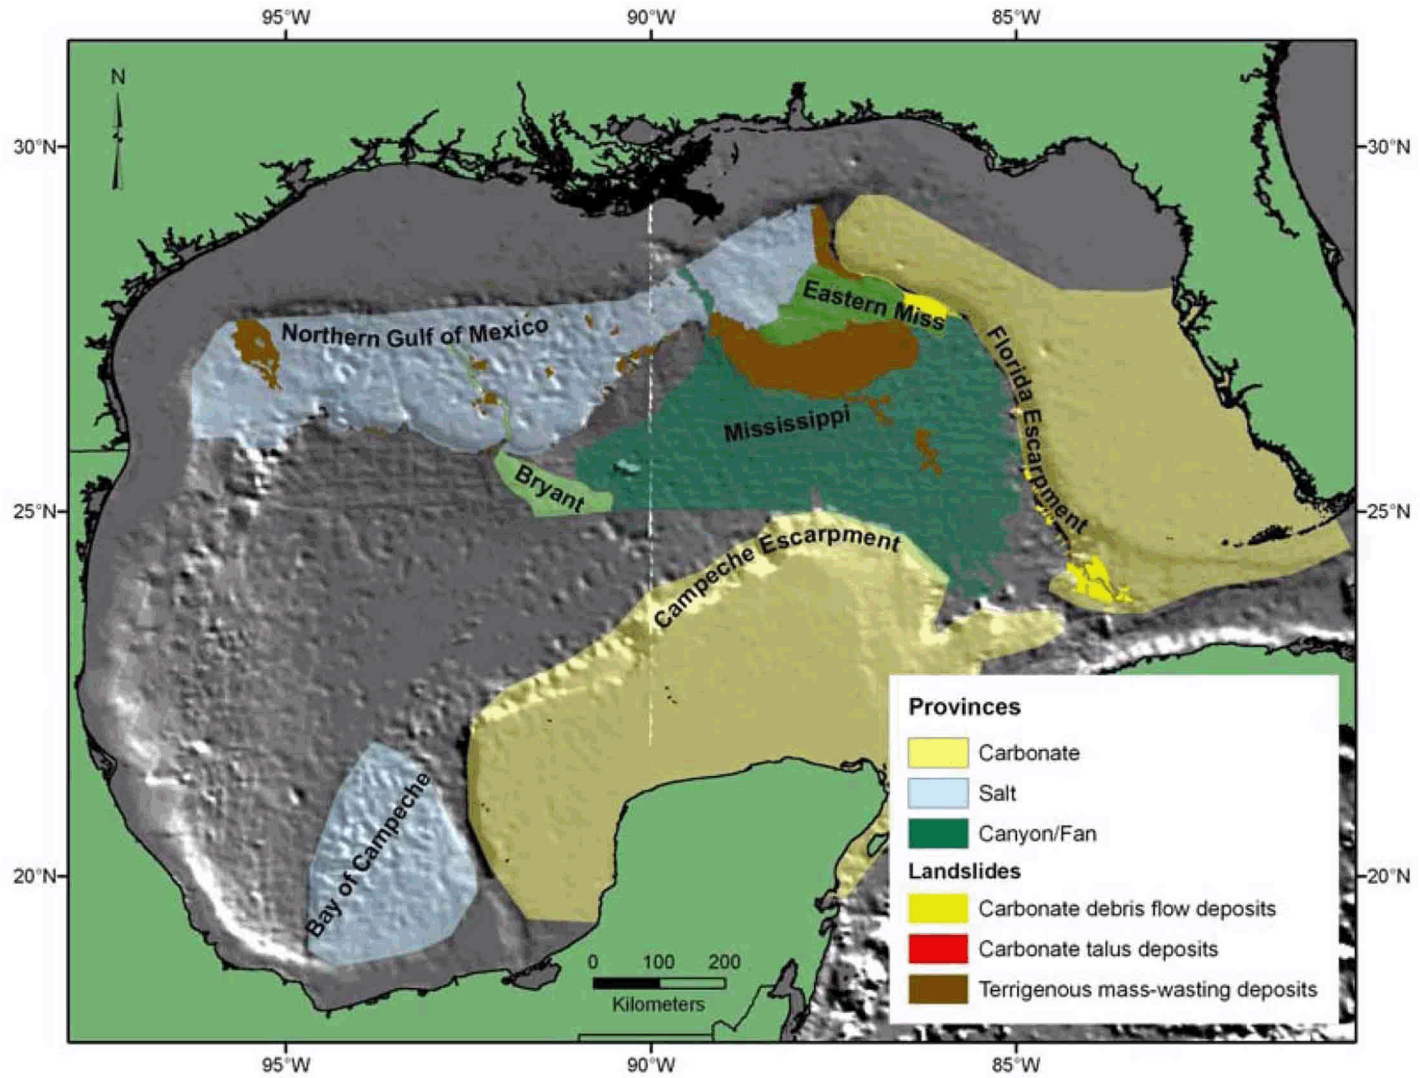 95°W 90°W 85°W
N
30°N 30°N
Eastern Miss
Northern Gulf of Mexico
Florida Escarpment
Mississippi
Bryant
25°N 25°N
Campeche Escarpment
Provinces
Carbonate
Salt
Canyon/Fan
Landslides
Carbonate debris flow deposits
Carbonate talus deposits
Terrigenous mass-wasting deposits
Bay of Campeche
20°N 20°N
0 100 200
Kilometers
95°W 90°W 85°W